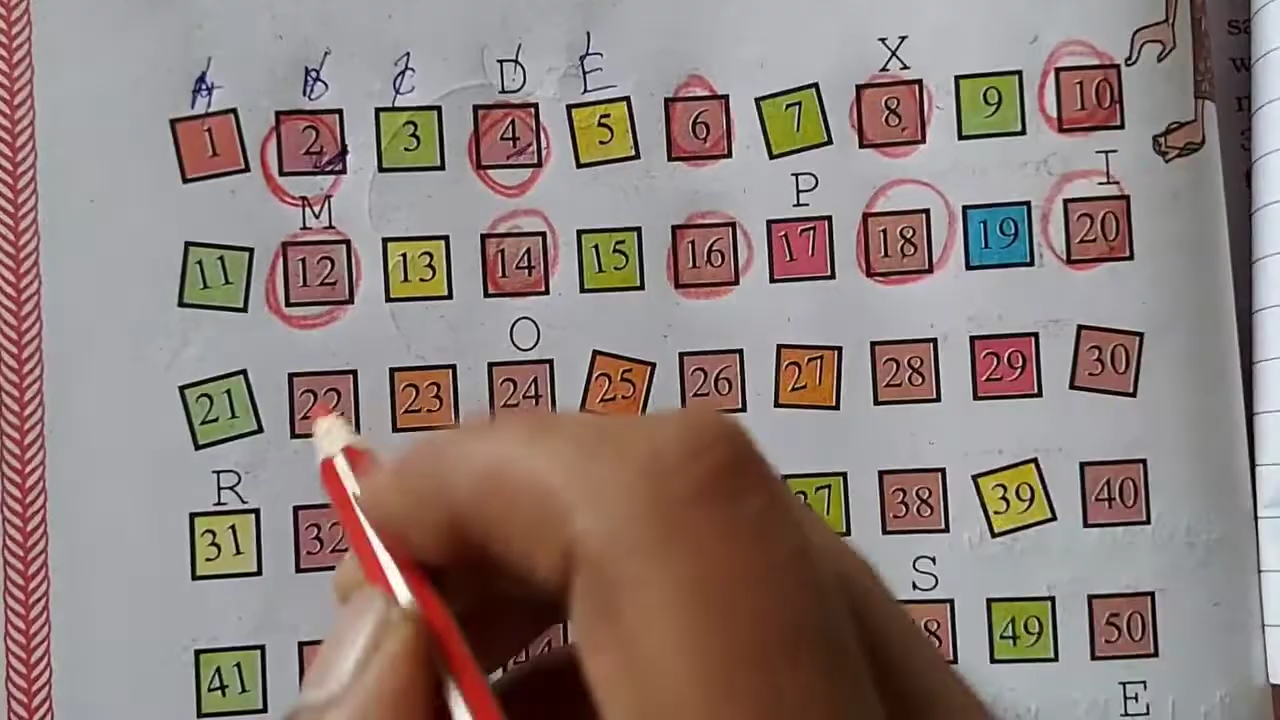 A B C D E X
1 2 3 4 5 6 7 8 9 10
M P I
11 12 13 14 15 16 17 18 19 20
O
21 22 23 24 25 26 27 28 29 30
R
31 32 37 38 39 40
S
41 44 49 50
E